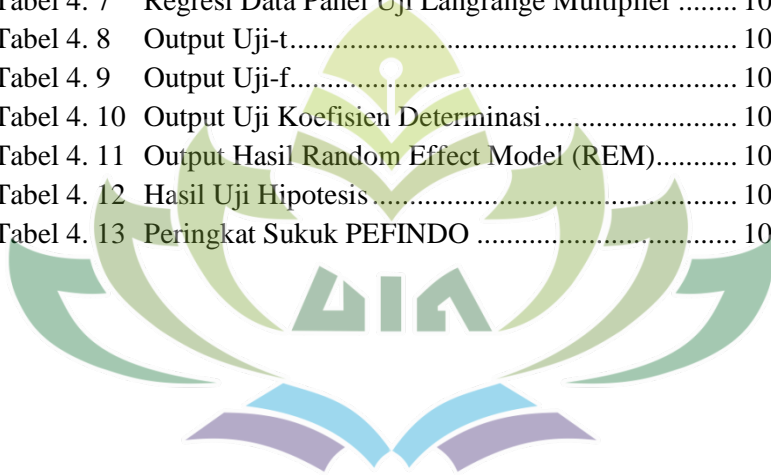 Tabel 4. 7 Regresi Data Panel Uji Langrange Multiplier ........ 10
Tabel 4. 8 Output Uji-t.................................................. 10
Tabel 4. 9 Output Uji-f.................................................. 10
Tabel 4. 10 Output Uji Koefisien Determinasi..................... 10
Tabel 4. 11 Output Hasil Random Effect Model (REM)........... 10
Tabel 4. 12 Hasil Uji Hipotesis........................................ 10
Tabel 4. 13 Peringkat Sukuk PEFINDO ............................. 10
UIN